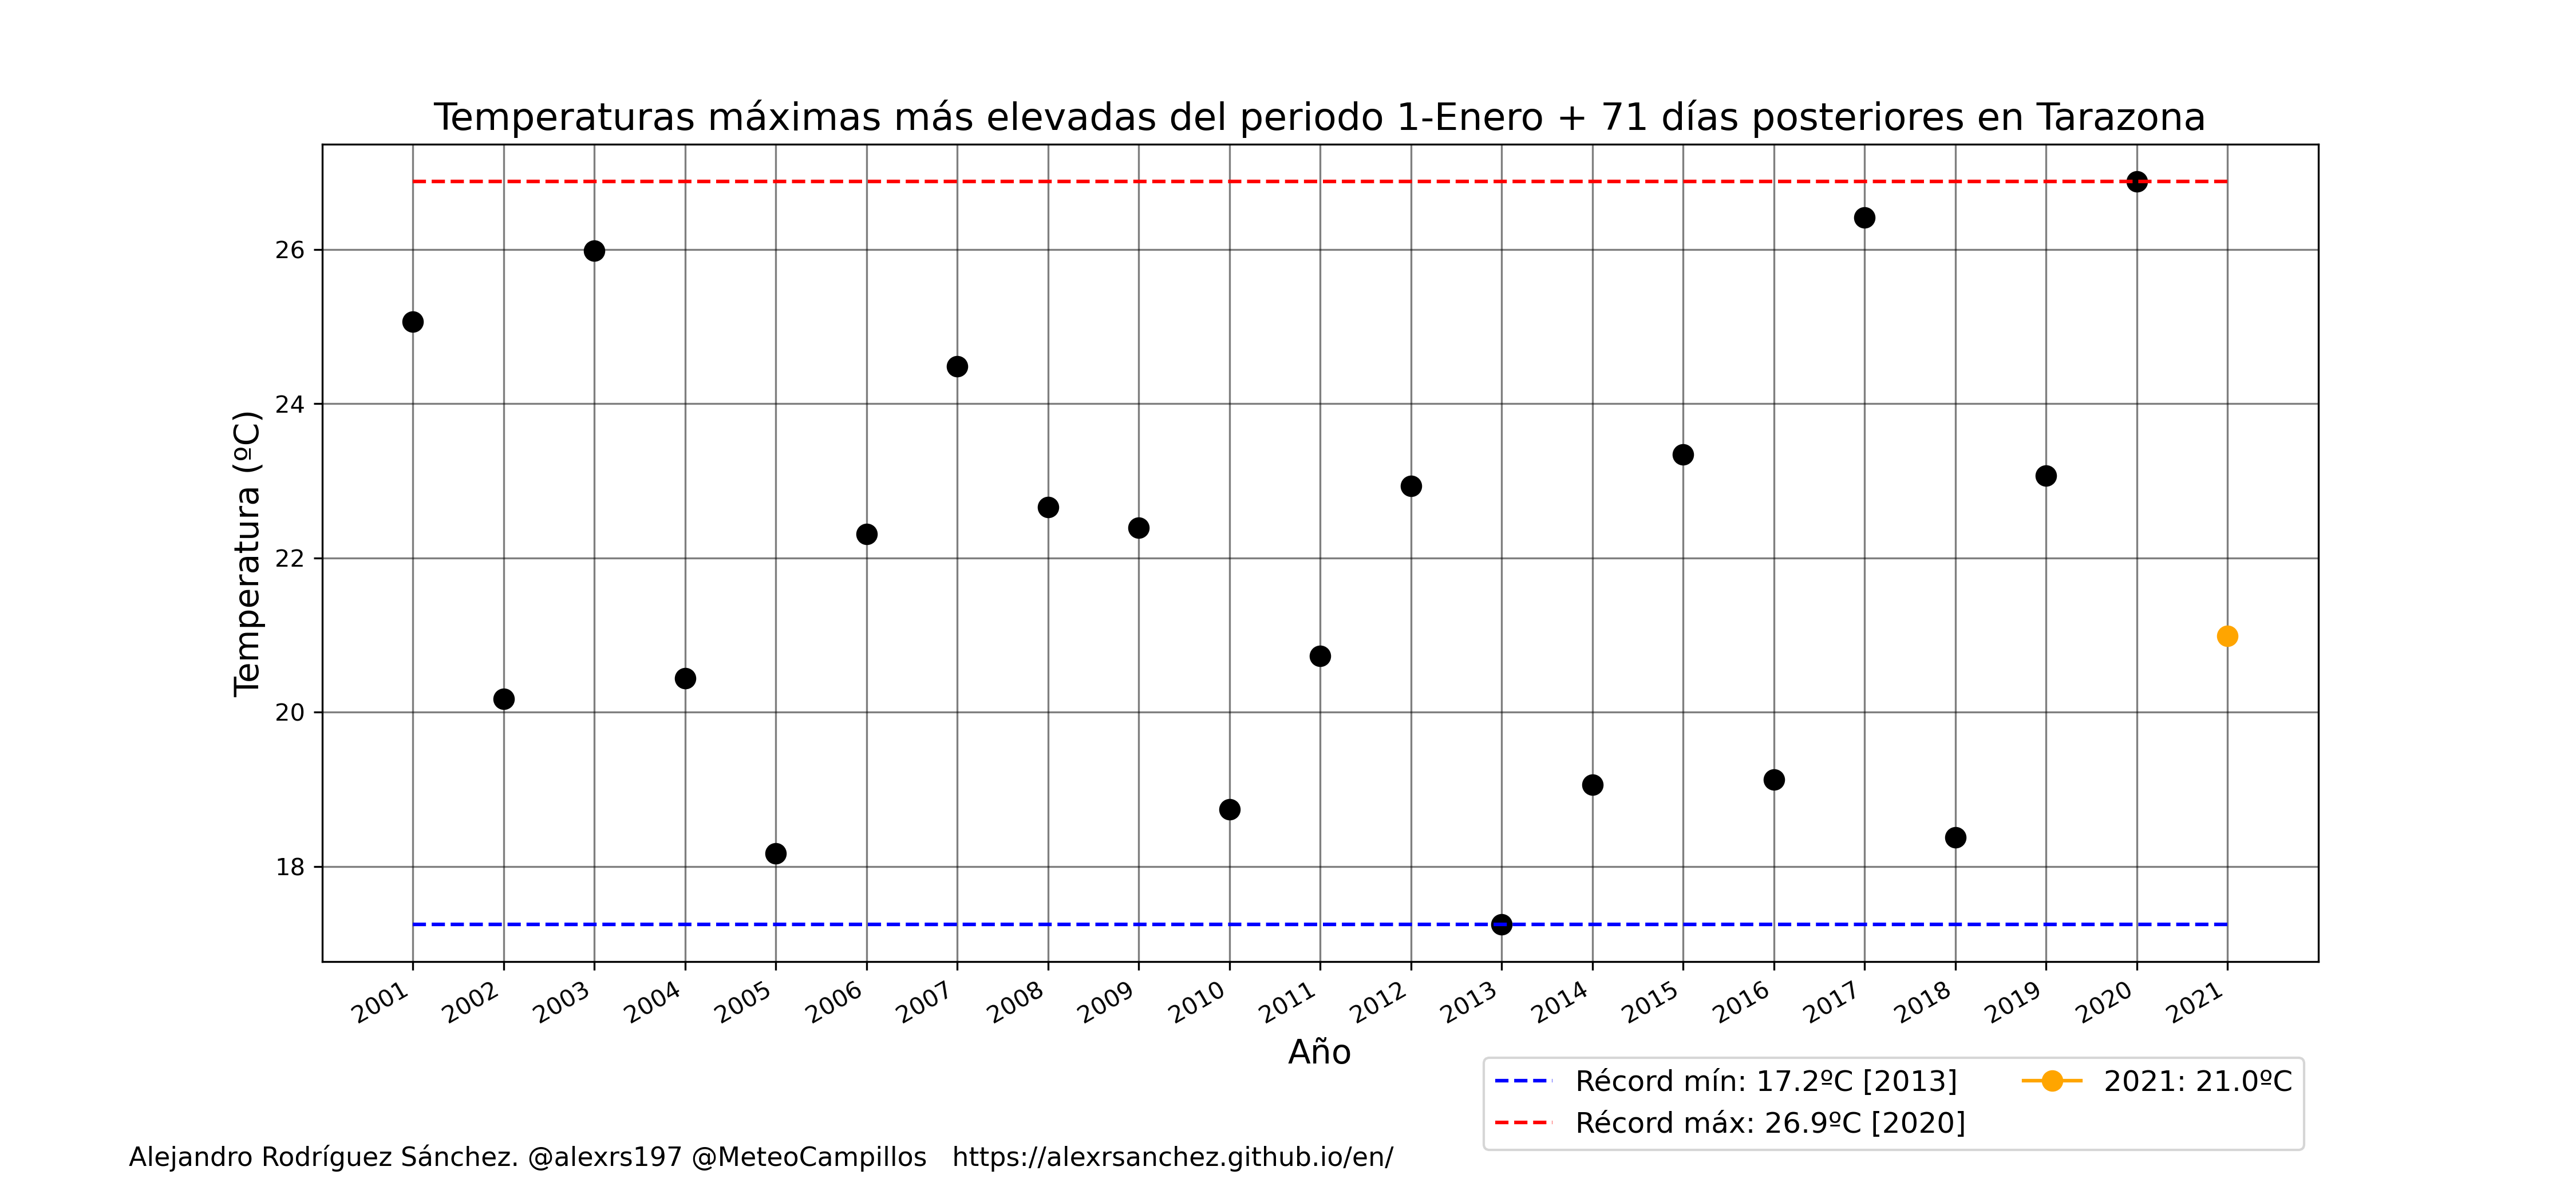 Temperaturas máximas más elevadas del periodo 1-Enero + 71 días posteriores en Tarazona
Temperatura (ºC)
26
24
22
20
18
2001 2002 2003 2004 2005 2006 2007 2008 2009 2010 2011 2012 2013 2014 2015 2016 2017 2018 2019 2020 2021
Año
Récord mín: 17.2ºC [2013]
Récord máx: 26.9ºC [2020]
2021: 21.0ºC
Alejandro Rodríguez Sánchez. @alexrs197 @MeteoCampillos https://alexrsanchez.github.io/en/